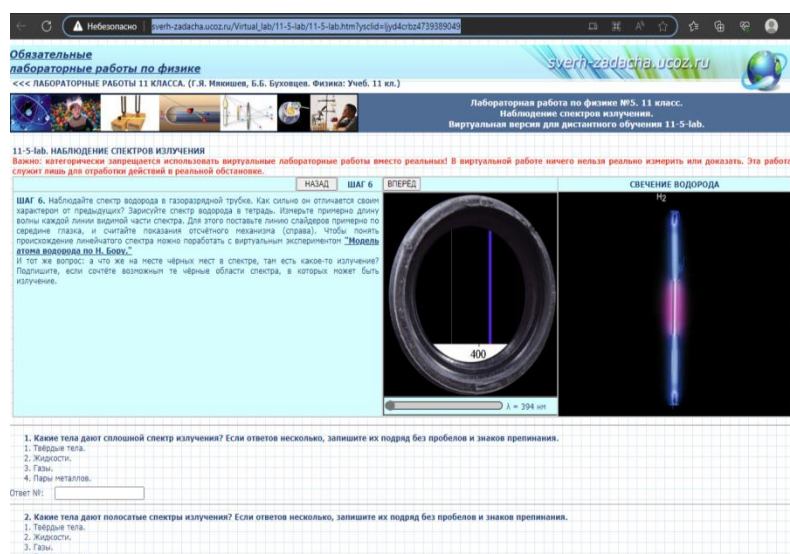 Небезопасно
sverh-zadacha.ucoz.ru/Virtual_lab/11-5-lab/11-5-lab.htm?ysclid=ljyd4crbz4739389049
Обязательные
лабораторные работы по физике
sverh-zadacha.ucoz.ru
<<< ЛАБОРАТОРНЫЕ РАБОТЫ 11 КЛАССА. (Г.Я. Мякишев, Б.Б. Буховцев. Физика: Учеб. 11 кл.)
Лабораторная работа по физике №5. 11 класс.
Наблюдение спектров излучения.
Виртуальная версия для дистантного обучения 11-5-lab.
11-5-lab. НАБЛЮДЕНИЕ СПЕКТРОВ ИЗЛУЧЕНИЯ
Важно: категорически запрещается использовать виртуальные лабораторные работы вместо реальных! В виртуальной работе ничего нельзя реально измерить или доказать. Эта работа
служит лишь для отработки действий в реальной обстановке.
НАЗАД ШАГ 6 ВПЕРЁД
СВЕЧЕНИЕ ВОДОРОДА
ШАГ 6. Наблюдайте спектр водорода в газоразрядной трубке. Как сильно он отличается своим
характером от предыдущих? Зарисуйте спектр водорода в тетрадь. Измерьте примерно длину
волны каждой линии видимой части спектра. Для этого поставьте линию слайдеров примерно по
середине глазка, и считайте показания отсчётного механизма (справа). Чтобы понять
происхождение линейчатого спектра можно поработать с виртуальным экспериментом "Модель
атома водорода по Н. Бору."
И тот же вопрос: а что же на месте чёрных мест в спектре, там есть какое-то излучение?
Подпишите, если сочтёте возможным те чёрные области спектра, в которых может быть
излучение.
400
λ = 394 нм
H2
1. Какие тела дают сплошной спектр излучения? Если ответов несколько, запишите их подряд без пробелов и знаков препинания.
1. Твёрдые тела.
2. Жидкости.
3. Газы.
4. Пары металлов.
Ответ №:
2. Какие тела дают полосатые спектры излучения? Если ответов несколько, запишите их подряд без пробелов и знаков препинания.
1. Твёрдые тела.
2. Жидкости.
3. Газы.